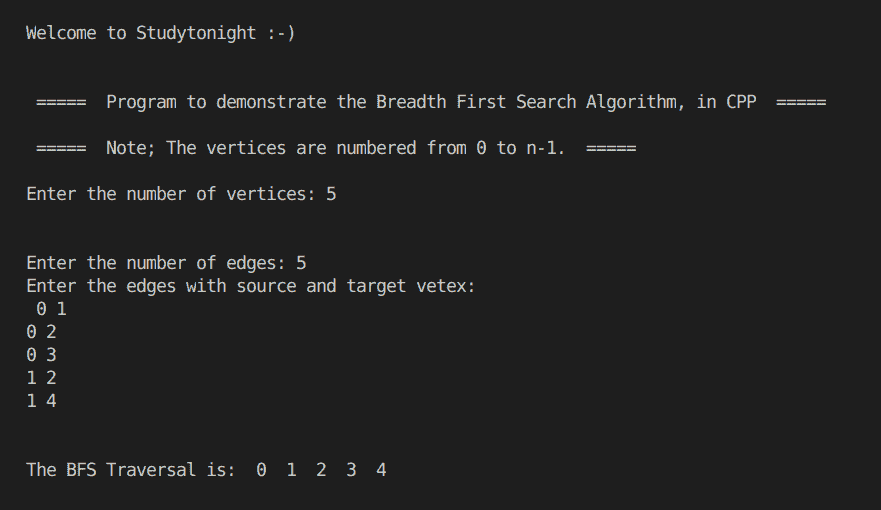 Welcome to Studytonight :-)
===== Program to demonstrate the Breadth First Search Algorithm, in CPP =====
===== Note; The vertices are numbered from 0 to n-1. =====
Enter the number of vertices: 5
Enter the number of edges: 5
Enter the edges with source and target vetex:
0 1
0 2
0 3
1 2
1 4
The BFS Traversal is: 0 1 2 3 4